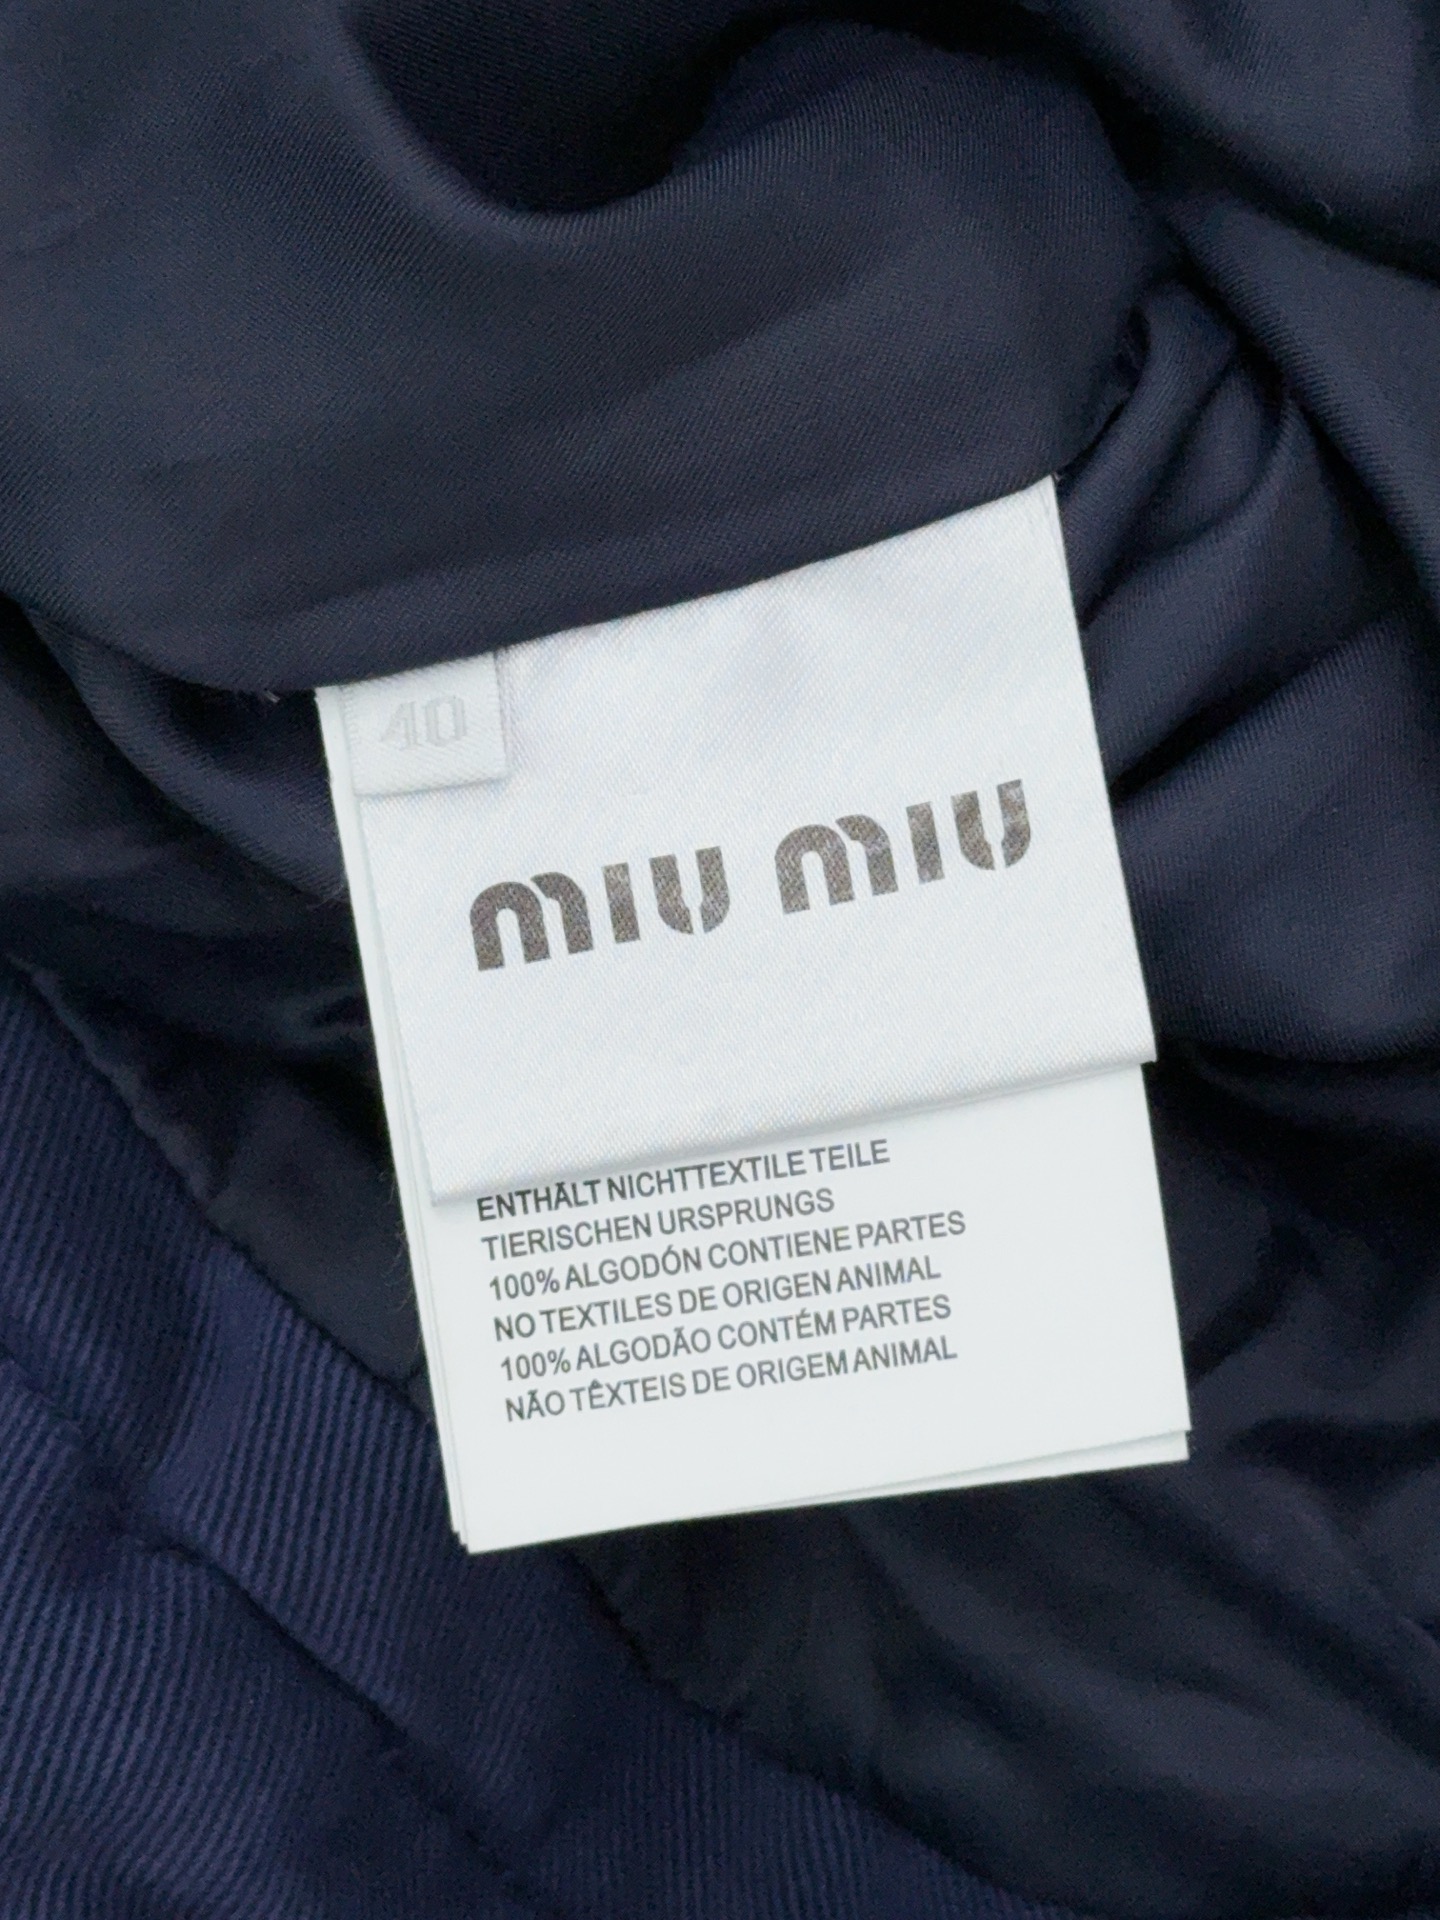 40
miu miu
ENTHÄLT NICHTTEXTILE TEILE
TIERISCHEN URSPRUNGS
100% ALGODÓN CONTIENE PARTES
NO TEXTILES DE ORIGEN ANIMAL
100% ALGODÃO CONTÉM PARTES
NÃO TÊXTEIS DE ORIGEM ANIMAL